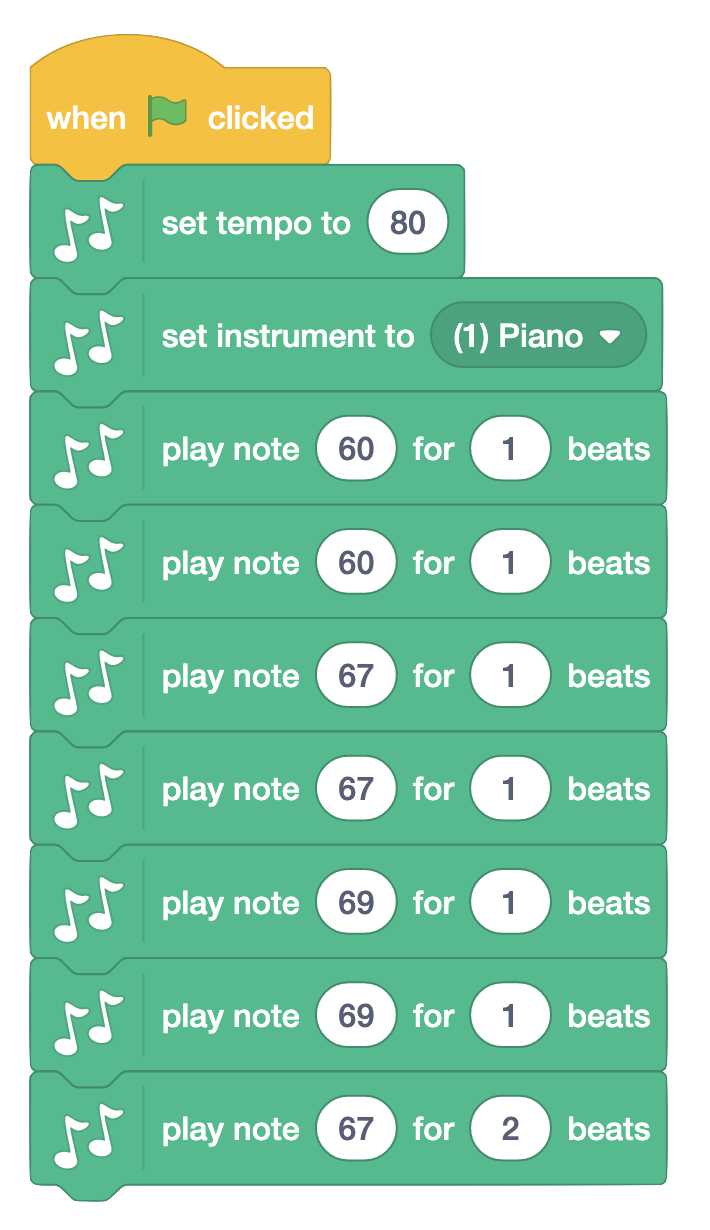 when clicked
set tempo to 80
set instrument to (1) Piano
play note 60 for 1 beats
play note 60 for 1 beats
play note 67 for 1 beats
play note 67 for 1 beats
play note 69 for 1 beats
play note 69 for 1 beats
play note 67 for 2 beats